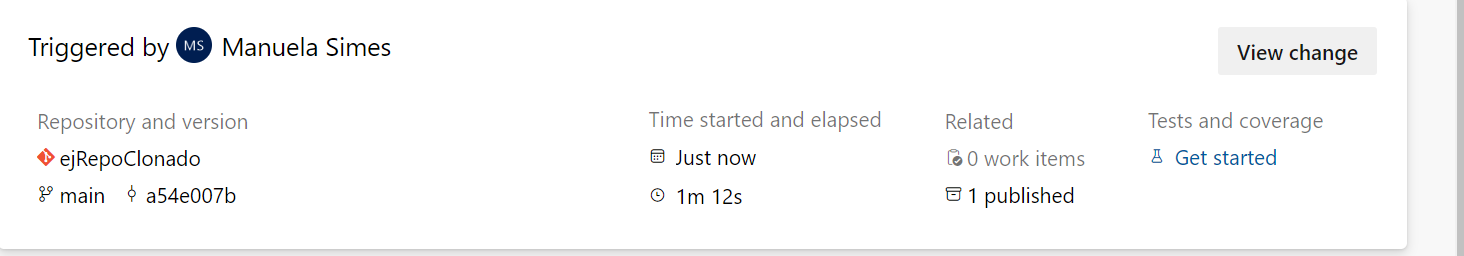 Triggered by MS Manuela Simes
View change
Repository and version
ejRepoClonado
main a54e007b
Time started and elapsed
Just now
1m 12s
Related
0 work items
1 published
Tests and coverage
Get started